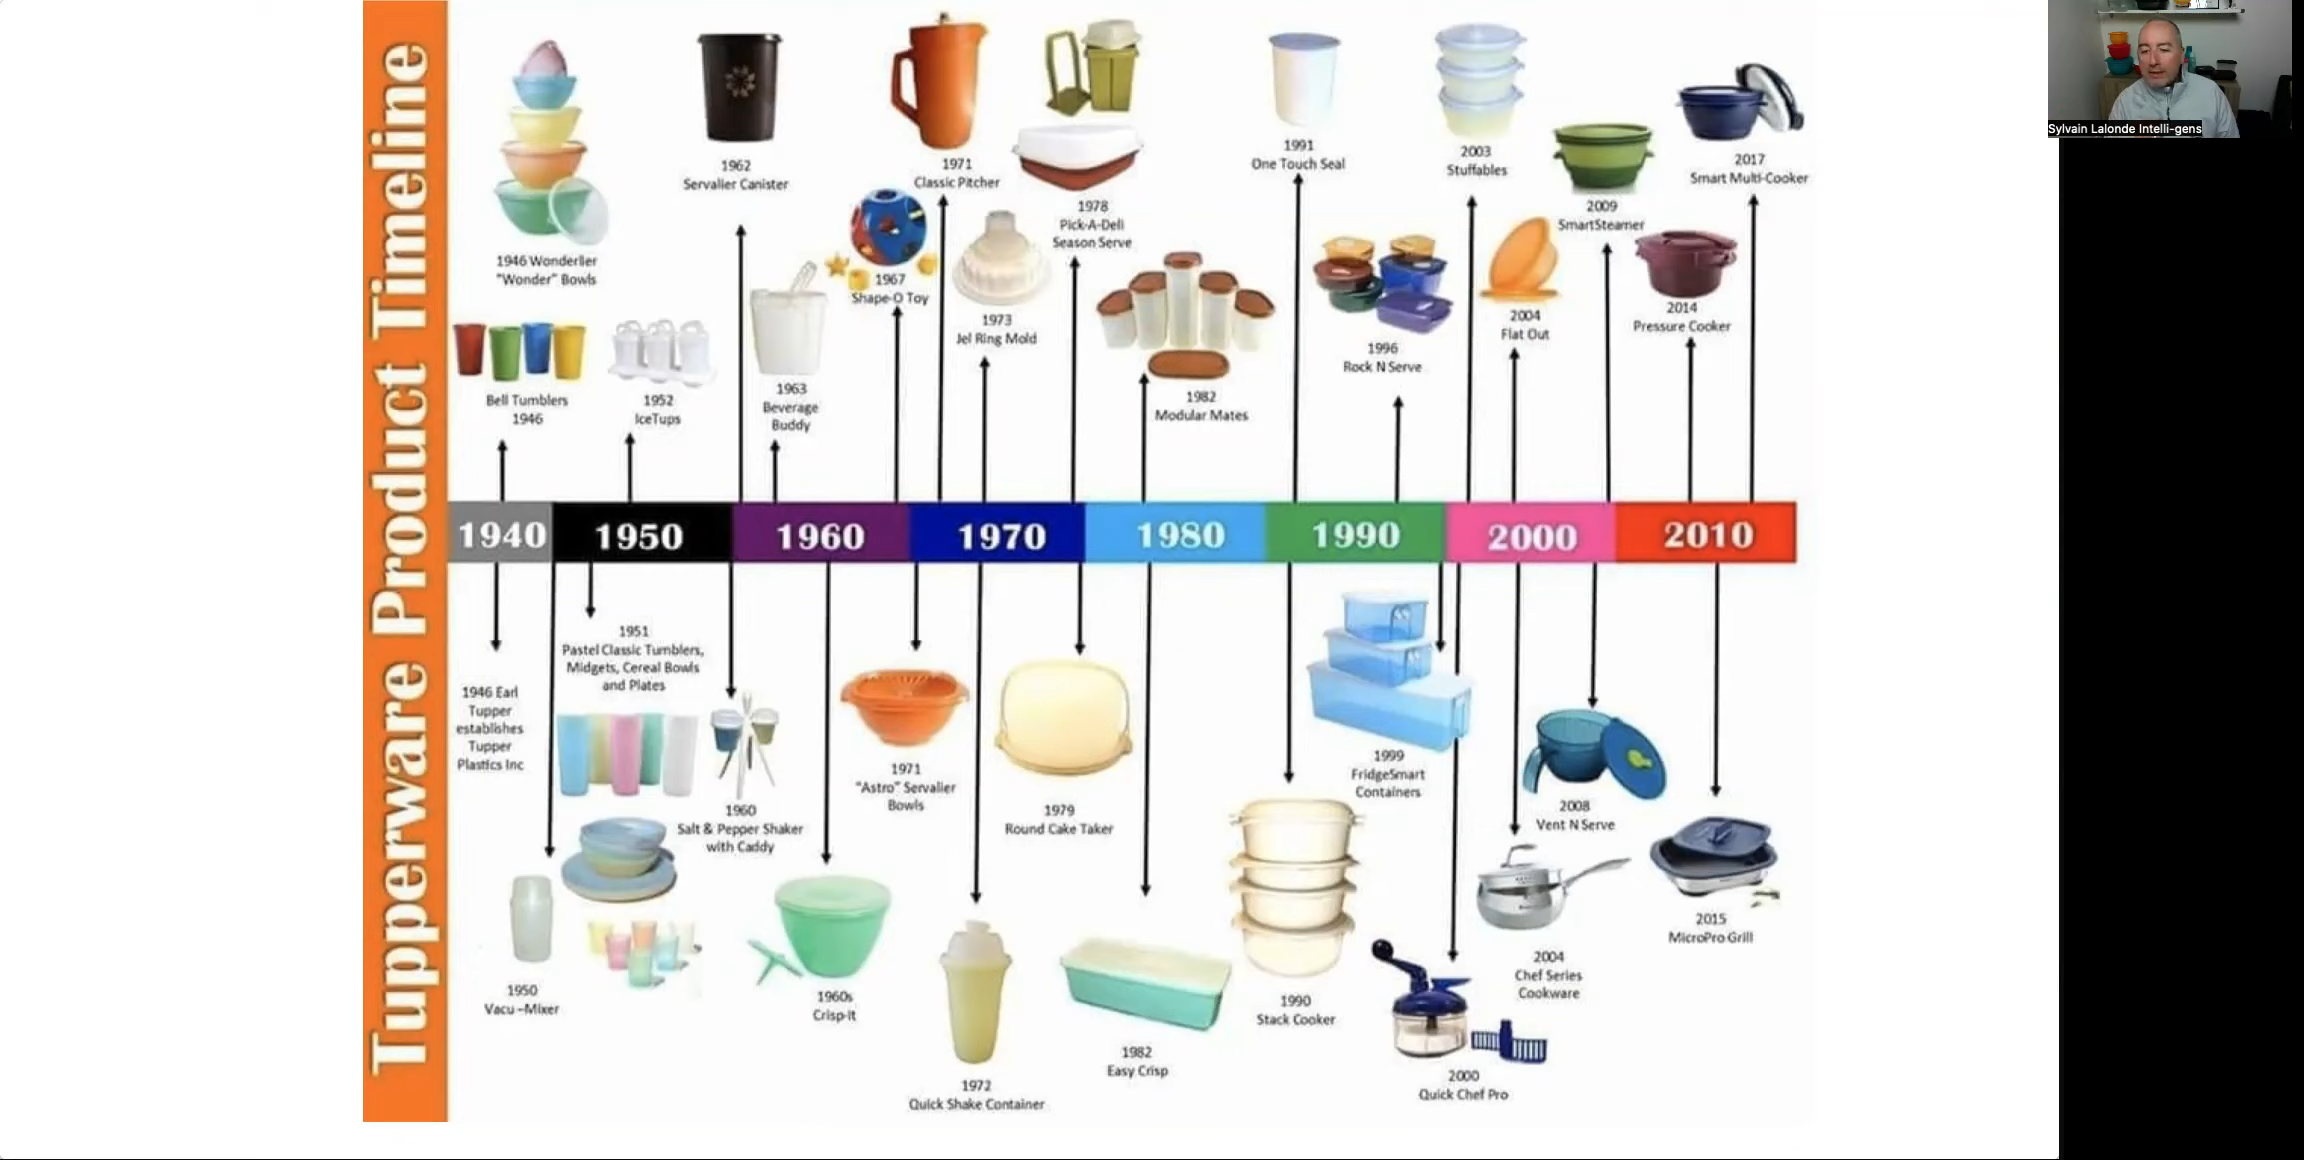 Tupperware Product Timeline
1946 Wonderlier
"Wonder" Bowls
Bell Tumblers
1946
1952
IceTups
1962
Servalier Canister
1963
Beverage
Buddy
1967
Shape-O Toy
1971
Classic Pitcher
1973
Jel Ring Mold
1978
Pick-A-Deli
Season Serve
1982
Modular Mates
1991
One Touch Seal
1996
Rock N Serve
2003
Stuffables
2004
Flat Out
2009
SmartSteamer
2014
Pressure Cooker
2017
Smart Multi-Cooker
1940
1950
1960
1970
1980
1990
2000
2010
1946 Earl
Tupper
establishes
Tupper
Plastics Inc
1950
Vacu-Mixer
1951
Pastel Classic Tumblers,
Midgets, Cereal Bowls
and Plates
1960
Salt & Pepper Shaker
with Caddy
1960s
Crisp-It
1971
"Astro" Servalier
Bowls
1972
Quick Shake Container
1979
Round Cake Taker
1982
Easy Crisp
1990
Stack Cooker
1999
FridgeSmart
Containers
2000
Quick Chef Pro
2004
Chef Series
Cookware
2008
Vent N Serve
2015
MicroPro Grill
Sylvain Lalonde Intelli-gens